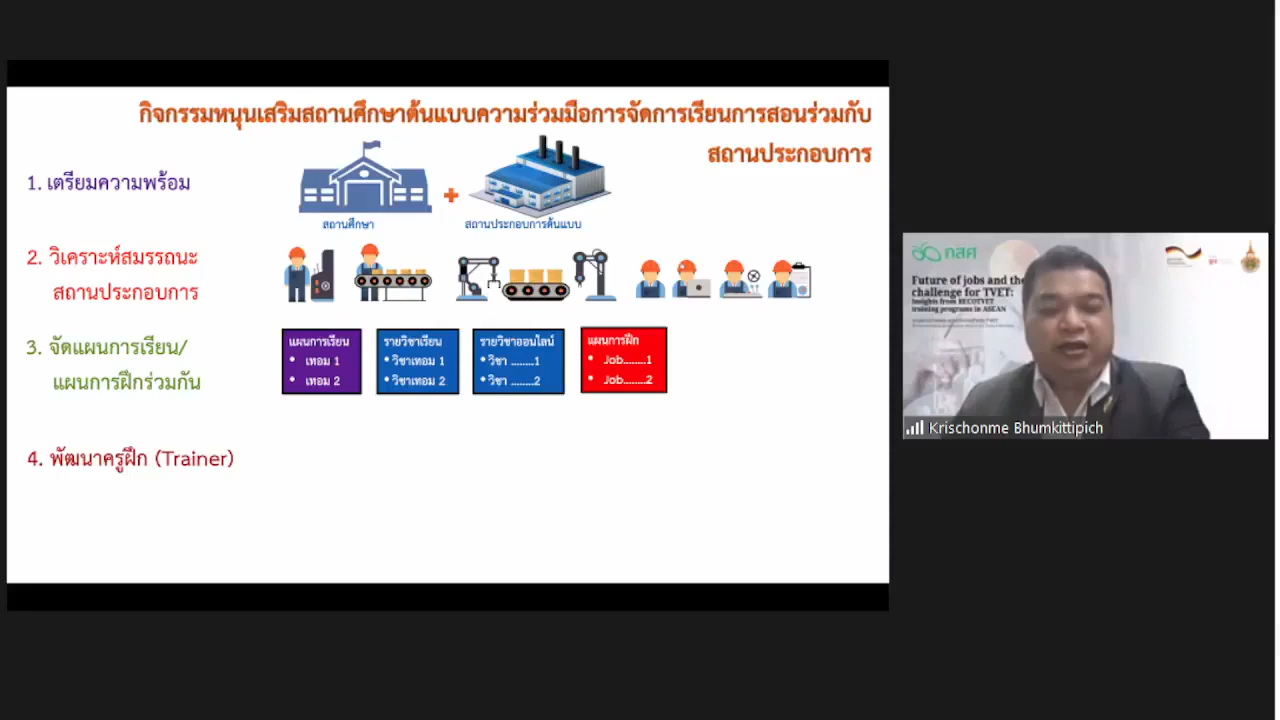 กิจกรรมหนุนเสริมสถานศึกษาต้นแบบความร่วมมือการจัดการเรียนการสอนร่วมกับ
สถานประกอบการ
1. เตรียมความพร้อม
สถานศึกษา
สถานประกอบการต้นแบบ
2. วิเคราะห์สมรรถนะ
สถานประกอบการ
3. จัดแผนการเรียน/
แผนการฝึกร่วมกัน
แผนการเรียน
• เทอม 1
• เทอม 2
รายวิชาเรียน
• วิชาเทอม 1
• วิชาเทอม 2
รายวิชาออนไลน์
• วิชา ........1
• วิชา ........2
แผนการฝึก
• Job........1
• Job........2
4. พัฒนาครูฝึก (Trainer)
กสศ
Future of jobs and the
challenge for TVET:
Insights from RECOTVET
training programs in ASEAN
Krischonme Bhumkittipich